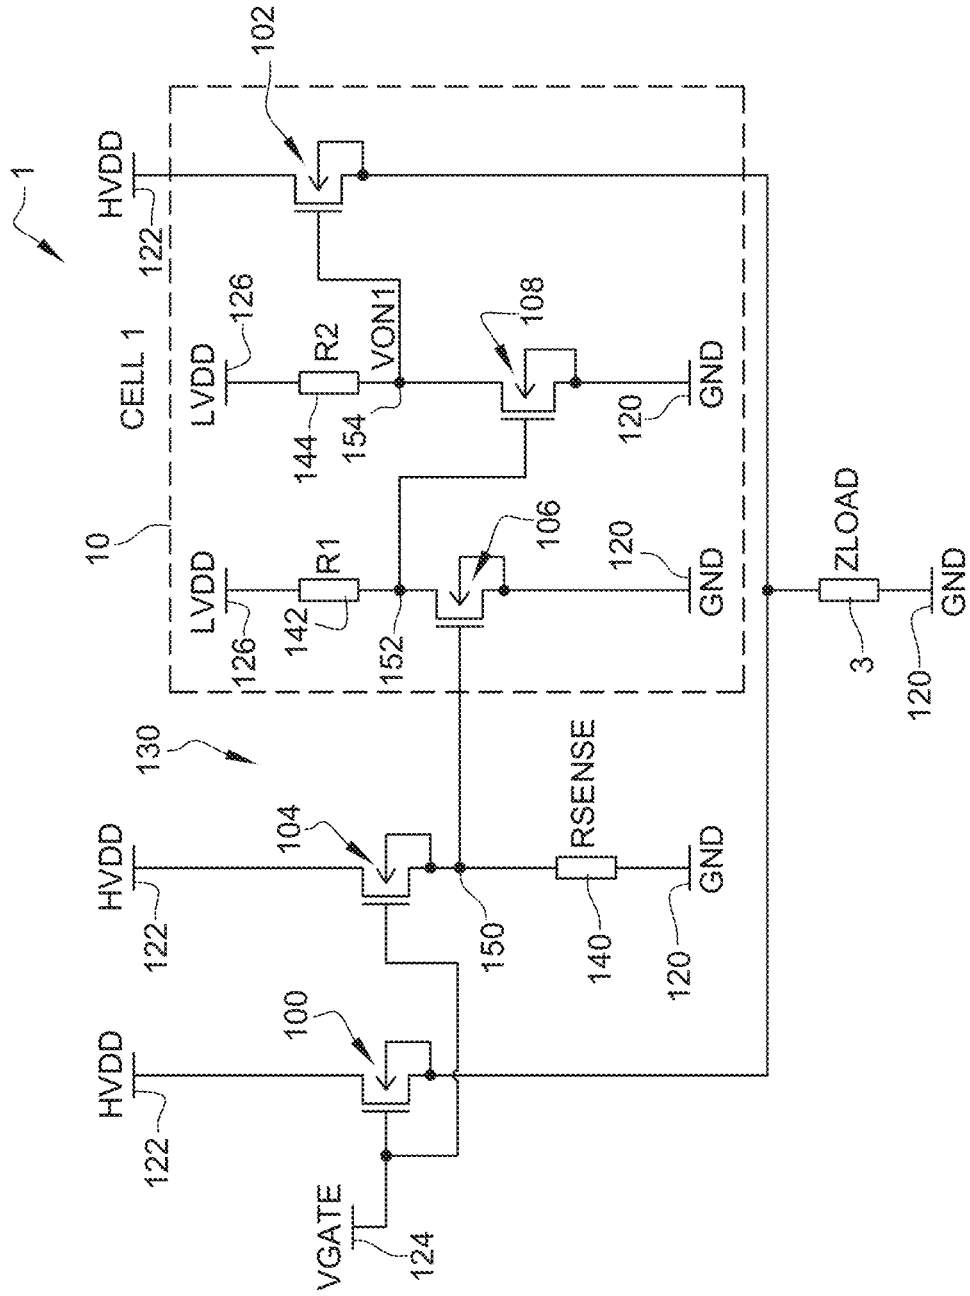 1
HVDD
122
102
CELL 1
10
LVDD
126
R1
142
152
LVDD
126
R2
144
154
VON1
106
108
120
GND
120
GND
130
HVDD
122
104
150
RSENSE
140
120
GND
HVDD
122
100
VGATE
124
ZLOAD
3
120
GND